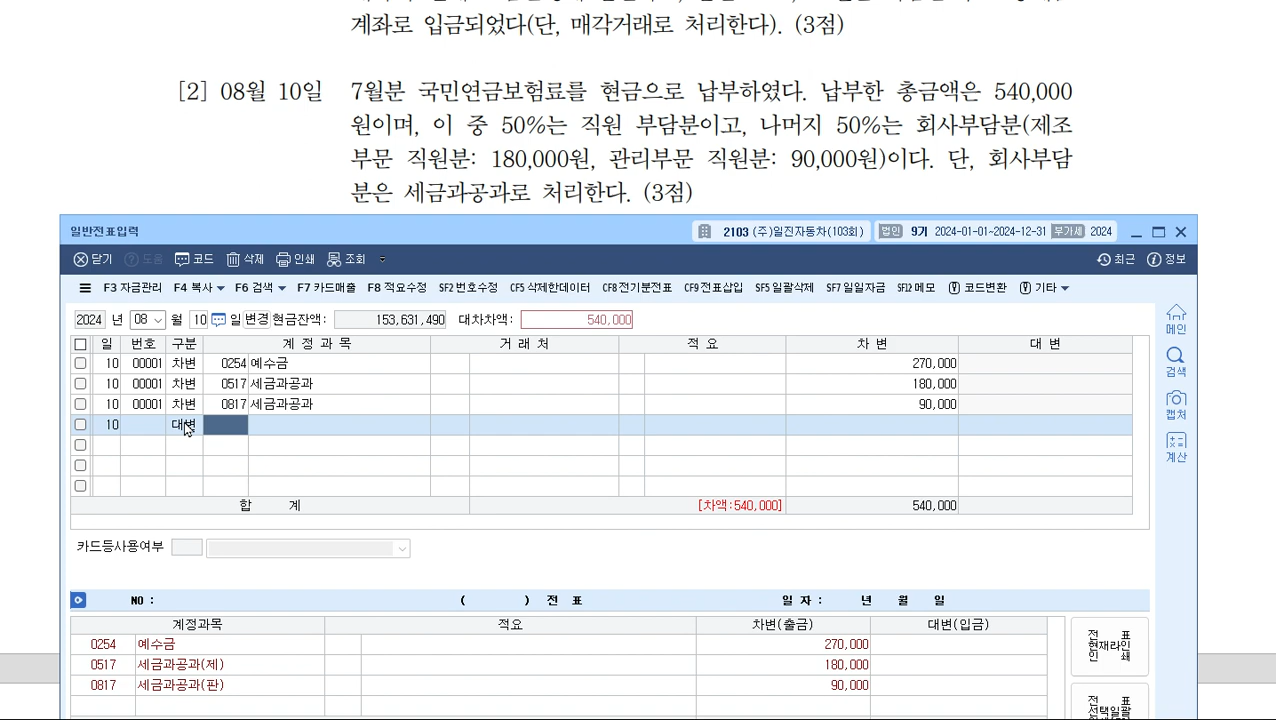 계좌로 입금되었다(단, 매각거래로 처리한다). (3점)
[2] 08월 10일 7월분 국민연금보험료를 현금으로 납부하였다. 납부한 총금액은 540,000
원이며, 이 중 50%는 직원 부담분이고, 나머지 50%는 회사부담분(제조
부문 직원분: 180,000원, 관리부문 직원분: 90,000원)이다. 단, 회사부담
분은 세금과공과로 처리한다. (3점)
일반전표입력 2103 (주)일진자동차(103회) 법인 9기 2024-01-01~2024-12-31 부가세 2024
닫기 도움 코드 삭제 인쇄 조회 최근 정보
F3 자금관리 F4 복사 F6 검색 F7 카드매출 F8 적요수정 SF2 번호수정 CF5 삭제한데이터 CF8 전기분전표 CF9 전표삽입 SF5 일괄삭제 SF7 일일자금 SF12 메모 코드변환 기타
2024 년 08 월 10 일 변경 현금잔액: 153,631,490 대차차액: 540,000
일 번호 구분 계 정 과 목 거 래 처 적 요 차 변 대 변
10 00001 차변 0254 예수금 270,000
10 00001 차변 0517 세금과공과 180,000
10 00001 차변 0817 세금과공과 90,000
10 대변
합 계 [차액:540,000] 540,000
카드등사용여부
NO : ( ) 전 표 일 자 : 년 월 일
계정과목 적요 차변(출금) 대변(입금)
0254 예수금 270,000
0517 세금과공과(제) 180,000
0817 세금과공과(판) 90,000
전 표
현재라인
인 쇄
전 표
선택일괄
메인
검색
캡처
계산